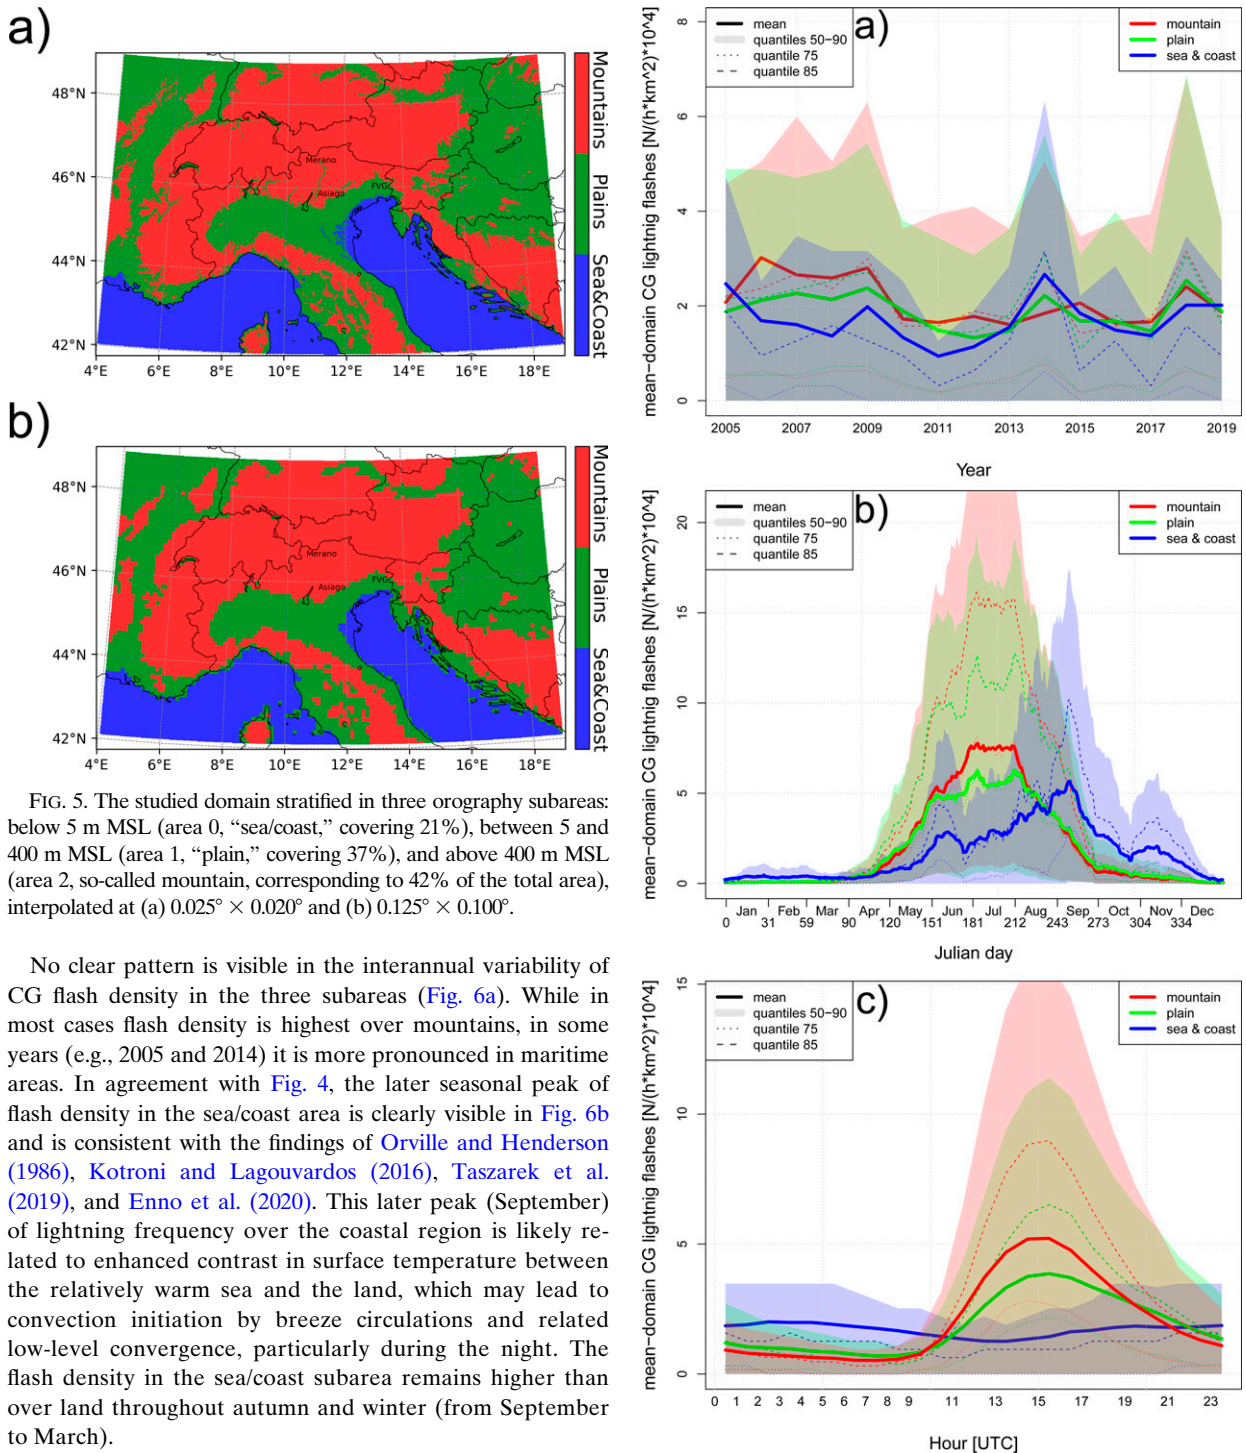 a)
48°N
46°N
44°N
42°N
4°E 6°E 8°E 10°E 12°E 14°E 16°E 18°E
Merano
Asiago
FVG
Mountains
Plains
Sea&Coast
b)
48°N
46°N
44°N
42°N
4°E 6°E 8°E 10°E 12°E 14°E 16°E 18°E
Merano
Asiago
FVG
Mountains
Plains
Sea&Coast
FIG. 5. The studied domain stratified in three orography subareas:
below 5 m MSL (area 0, “sea/coast,” covering 21%), between 5 and
400 m MSL (area 1, “plain,” covering 37%), and above 400 m MSL
(area 2, so-called mountain, corresponding to 42% of the total area),
interpolated at (a) 0.025° × 0.020° and (b) 0.125° × 0.100°.
No clear pattern is visible in the interannual variability of
CG flash density in the three subareas (Fig. 6a). While in
most cases flash density is highest over mountains, in some
years (e.g., 2005 and 2014) it is more pronounced in maritime
areas. In agreement with Fig. 4, the later seasonal peak of
flash density in the sea/coast area is clearly visible in Fig. 6b
and is consistent with the findings of Orville and Henderson
(1986), Kotroni and Lagouvardos (2016), Taszarek et al.
(2019), and Enno et al. (2020). This later peak (September)
of lightning frequency over the coastal region is likely re-
lated to enhanced contrast in surface temperature between
the relatively warm sea and the land, which may lead to
convection initiation by breeze circulations and related
low-level convergence, particularly during the night. The
flash density in the sea/coast subarea remains higher than
over land throughout autumn and winter (from September
to March).
a)
mean
quantiles 50−90
quantile 75
quantile 85
mountain
plain
sea & coast
mean−domain CG lightnig flashes [N/(h*km^2)*10^4]
8
6
4
2
0
2005 2007 2009 2011 2013 2015 2017 2019
Year
b)
mean
quantiles 50−90
quantile 75
quantile 85
mountain
plain
sea & coast
mean−domain CG lightnig flashes [N/(h*km^2)*10^4]
20
15
10
5
0
Jan Feb Mar Apr May Jun Jul Aug Sep Oct Nov Dec
0 31 59 90 120 151 181 212 243 273 304 334
Julian day
c)
mean
quantiles 50−90
quantile 75
quantile 85
mountain
plain
sea & coast
mean−domain CG lightnig flashes [N/(h*km^2)*10^4]
15
10
5
0
0 1 2 3 4 5 6 7 8 9 11 13 15 17 19 21 23
Hour [UTC]